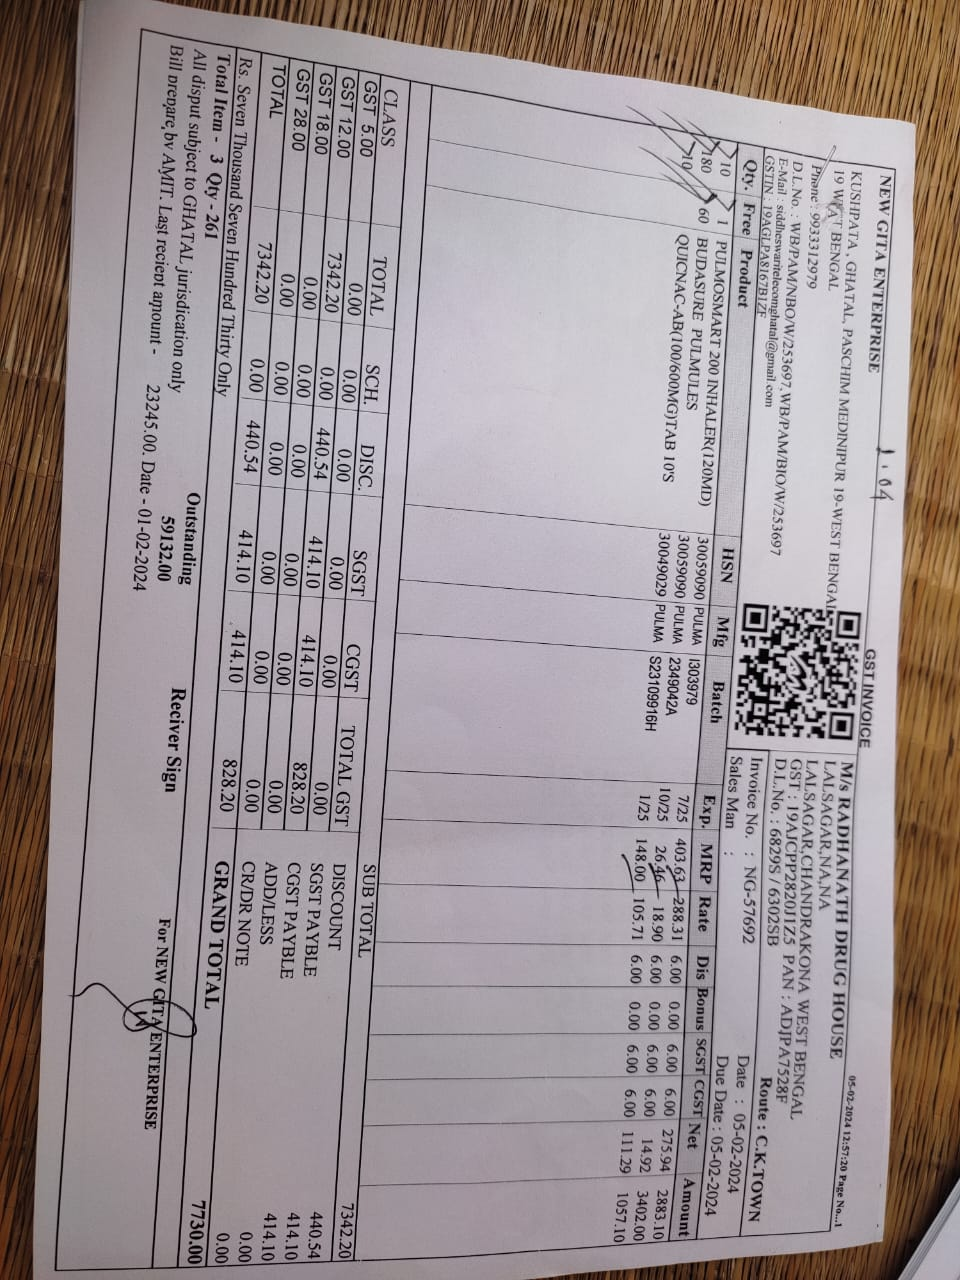 1.04
GST INVOICE
05-02-2024 12:57:20 Page No...1
NEW GITA ENTERPRISE
KUSHPATA, GHATAL, PASCHIM MEDINIPUR 19-WEST BENGAL
19 BENGAL
Phone : 9933312979
D.L.No. : WB/PAM/NBO/W/253697,WB/PAM/BIO/W/253697
E-Mail : siddheswaritelecomghatal@gmail.com
GSTIN : 19AGLPA8167B1ZF
M/s RADHANATH DRUG HOUSE
LALSAGAR,NA,NA
LALSAGAR,CHANDRAKONA WEST BENGAL
GST : 19AJCPP2820J1Z5 PAN : ADJPA7528F
D.L.No. : 6829S / 6302SB
Route : C.K.TOWN
Invoice No. : NG-57692 Date : 05-02-2024
Sales Man : Due Date : 05-02-2024
Qty. Free Product HSN Mfg Batch Exp. MRP Rate Dis Bonus SGST CGST Net Amount
10 1 PULMOSMART 200 INHALER(120MD) 30059090 PULMA I303979 7/25 403.63 288.31 6.00 0.00 6.00 6.00 275.94 2883.10
180 60 BUDASURE PULMULES 30059090 PULMA 2349042A 10/25 26.46 18.90 6.00 0.00 6.00 6.00 14.92 3402.00
10 QUICNAC-AB(100/600MG)TAB 10'S 30049029 PULMA S23109916H 1/25 148.00 105.71 6.00 0.00 6.00 6.00 111.29 1057.10
CLASS TOTAL SCH. DISC. SGST CGST TOTAL GST
GST 5.00 0.00 0.00 0.00 0.00 0.00 0.00
GST 12.00 7342.20 0.00 440.54 414.10 414.10 828.20
GST 18.00 0.00 0.00 0.00 0.00 0.00 0.00
GST 28.00 0.00 0.00 0.00 0.00 0.00 0.00
TOTAL 7342.20 0.00 440.54 414.10 414.10 828.20
SUB TOTAL 7342.20
DISCOUNT 440.54
SGST PAYBLE 414.10
CGST PAYBLE 414.10
ADD/LESS 0.00
CR/DR NOTE 0.00
GRAND TOTAL 7730.00
Rs. Seven Thousand Seven Hundred Thirty Only
Total Item - 3 Qty - 261
All disput subject to GHATAL jurisdication only
Bill prepare by AMIT. Last recient amount - 23245.00. Date - 01-02-2024
Outstanding
59132.00
Reciver Sign
For NEW GITA ENTERPRISE